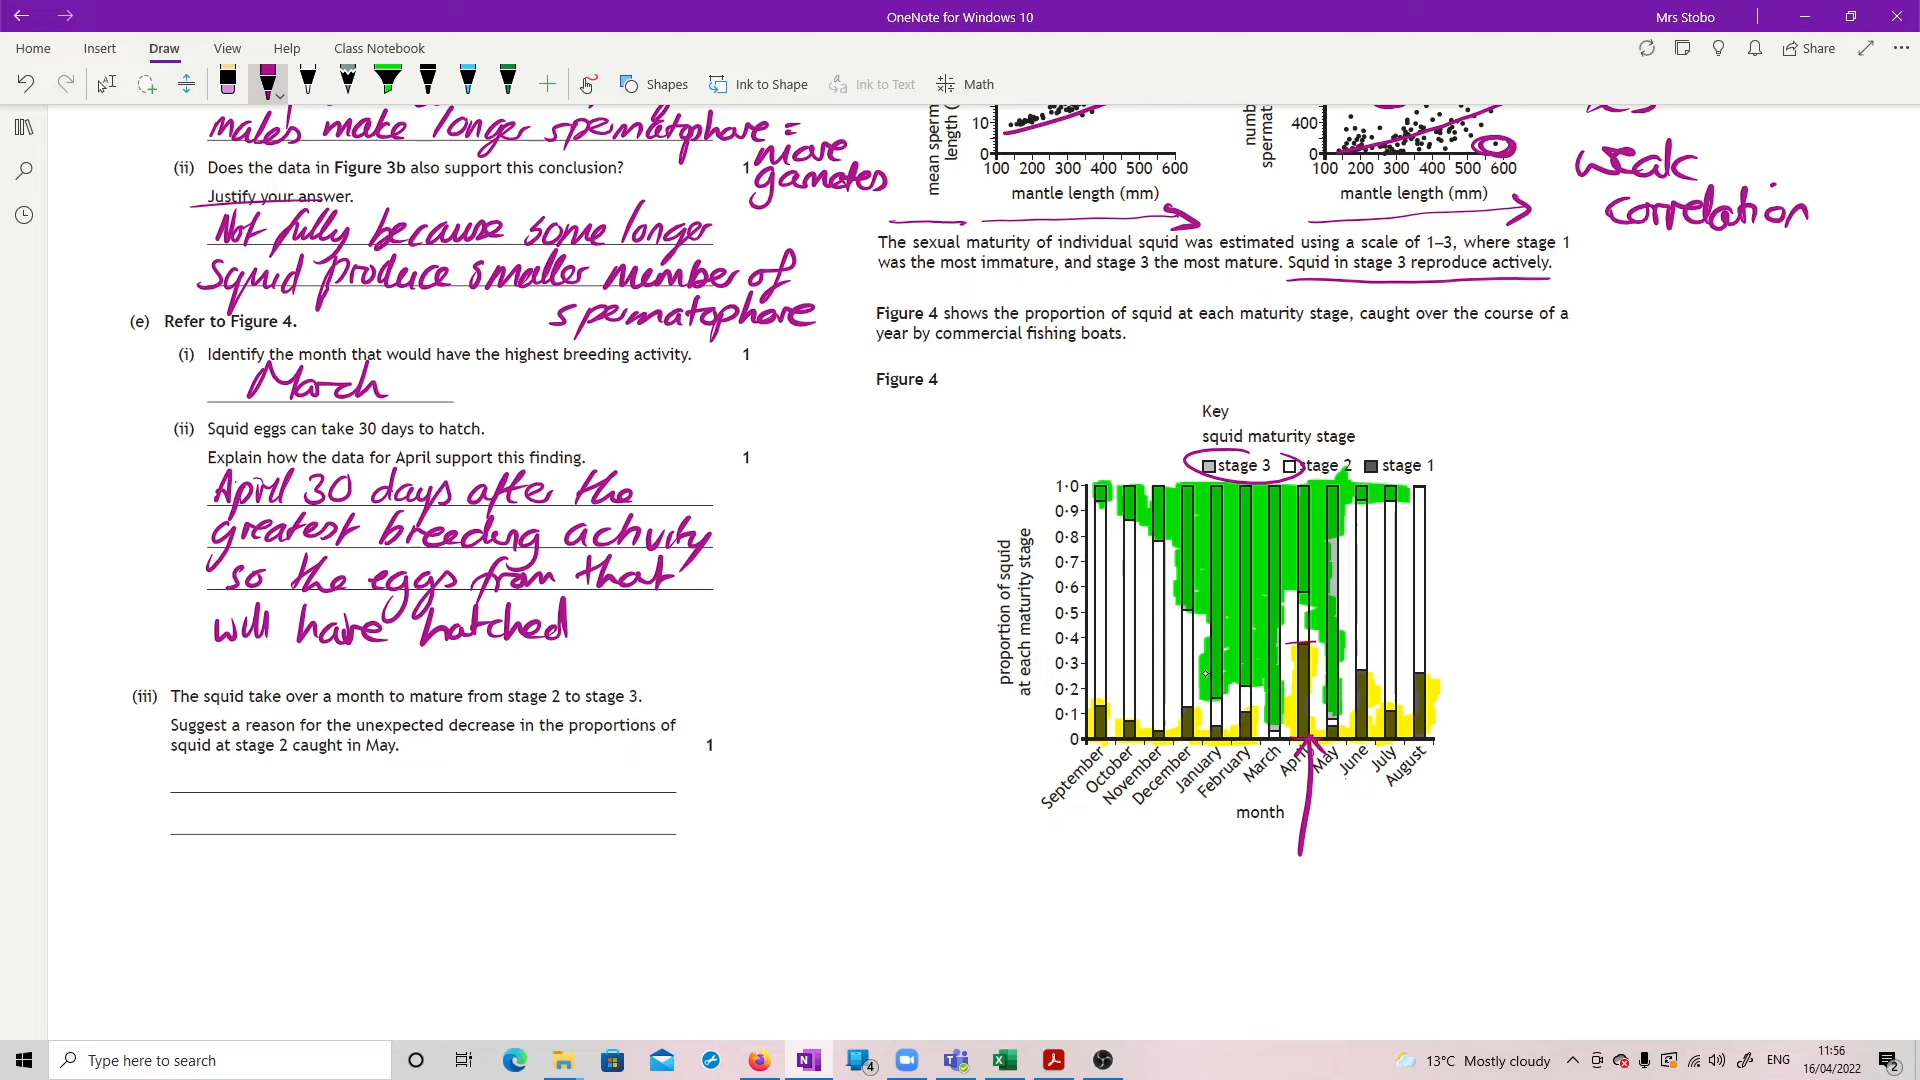 OneNote for Windows 10
Mrs Stobo
Home Insert Draw View Help Class Notebook
Share
Shapes
Ink to Shape
Ink to Text
Math
males make longer spermatophore =
more
gametes
(ii) Does the data in Figure 3b also support this conclusion? 1
Justify your answer.
Not fully because some longer
squid produce smaller number of
spermatophore
(e) Refer to Figure 4.
(i) Identify the month that would have the highest breeding activity. 1
March
(ii) Squid eggs can take 30 days to hatch.
Explain how the data for April support this finding. 1
April 30 days after the
greatest breeding activity
so the eggs from that
will have hatched
(iii) The squid take over a month to mature from stage 2 to stage 3.
Suggest a reason for the unexpected decrease in the proportions of
squid at stage 2 caught in May. 1
mean sperm
length (
10
0
100 200 300 400 500 600
mantle length (mm)
numb
spermat
400
0
100 200 300 400 500 600
mantle length (mm)
weak
correlation
The sexual maturity of individual squid was estimated using a scale of 1–3, where stage 1
was the most immature, and stage 3 the most mature. Squid in stage 3 reproduce actively.
Figure 4 shows the proportion of squid at each maturity stage, caught over the course of a
year by commercial fishing boats.
Figure 4
Key
squid maturity stage
stage 3 stage 2 stage 1
proportion of squid
at each maturity stage
1·0
0·9
0·8
0·7
0·6
0·5
0·4
0·3
0·2
0·1
0
September
October
November
December
January
February
March
April
May
June
July
August
month
Type here to search
4
13°C Mostly cloudy
ENG
11:56
16/04/2022
2